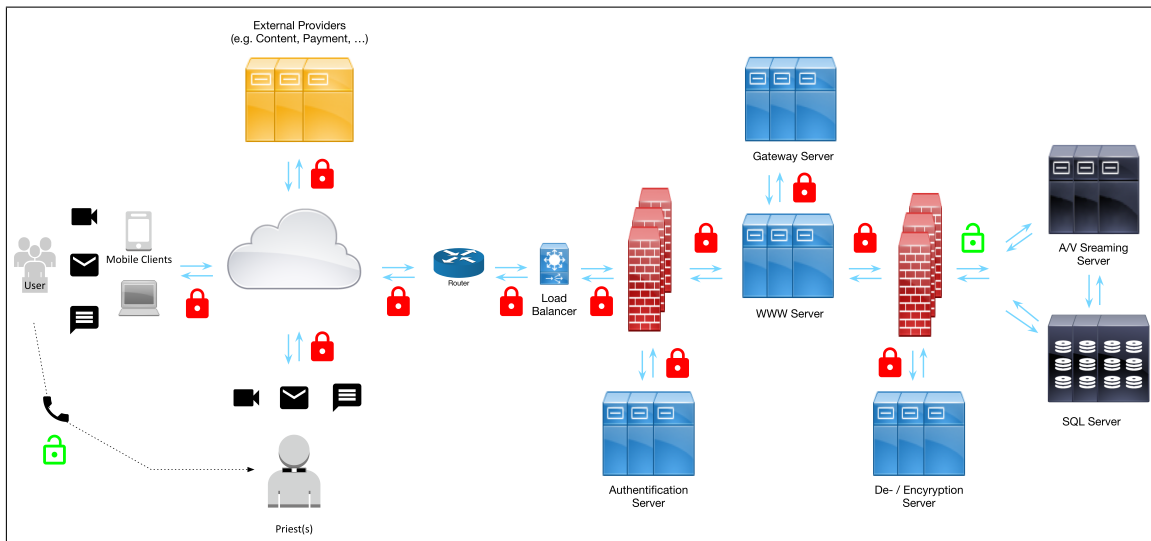 External Providers
(e.g. Content, Payment, …)
Gateway Server
A/V Sreaming
Server
Mobile Clients
User
Router
Load
Balancer
WWW Server
SQL Server
Authentification
Server
De- / Encyryption
Server
Priest(s)